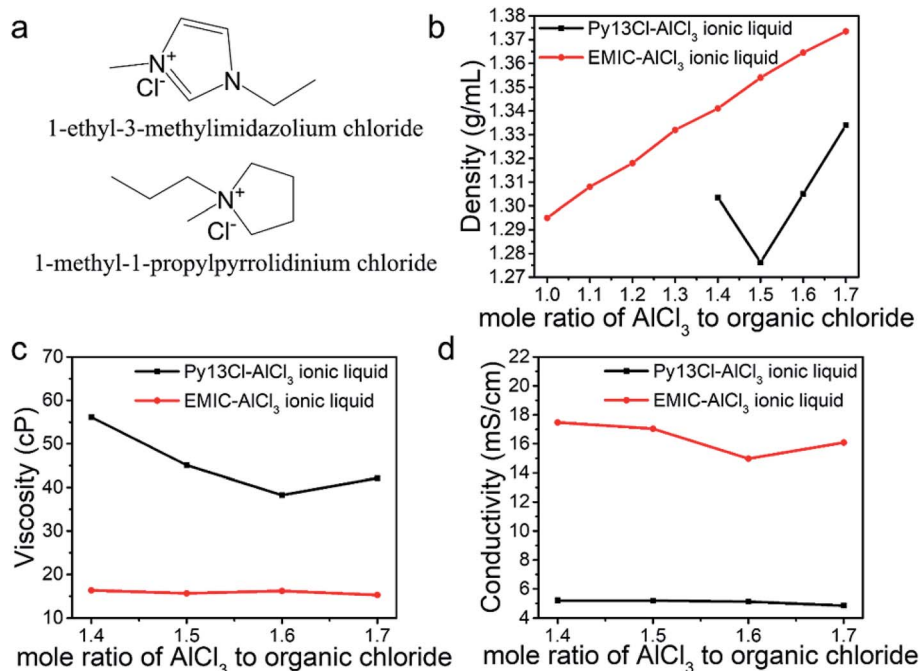 a
N+
Cl-
N
1-ethyl-3-methylimidazolium chloride
N+
Cl-
1-methyl-1-propylpyrrolidinium chloride
b
Py13Cl-AlCl3 ionic liquid
EMIC-AlCl3 ionic liquid
Density (g/mL)
1.38
1.37
1.36
1.35
1.34
1.33
1.32
1.31
1.30
1.29
1.28
1.27
1.0 1.1 1.2 1.3 1.4 1.5 1.6 1.7
mole ratio of AlCl3 to organic chloride
c
Py13Cl-AlCl3 ionic liquid
EMIC-AlCl3 ionic liquid
Viscosity (cP)
70
60
50
40
30
20
10
1.4 1.5 1.6 1.7
mole ratio of AlCl3 to organic chloride
d
Py13Cl-AlCl3 ionic liquid
EMIC-AlCl3 ionic liquid
Conductivity (mS/cm)
22
20
18
16
14
12
10
8
6
4
1.4 1.5 1.6 1.7
mole ratio of AlCl3 to organic chloride